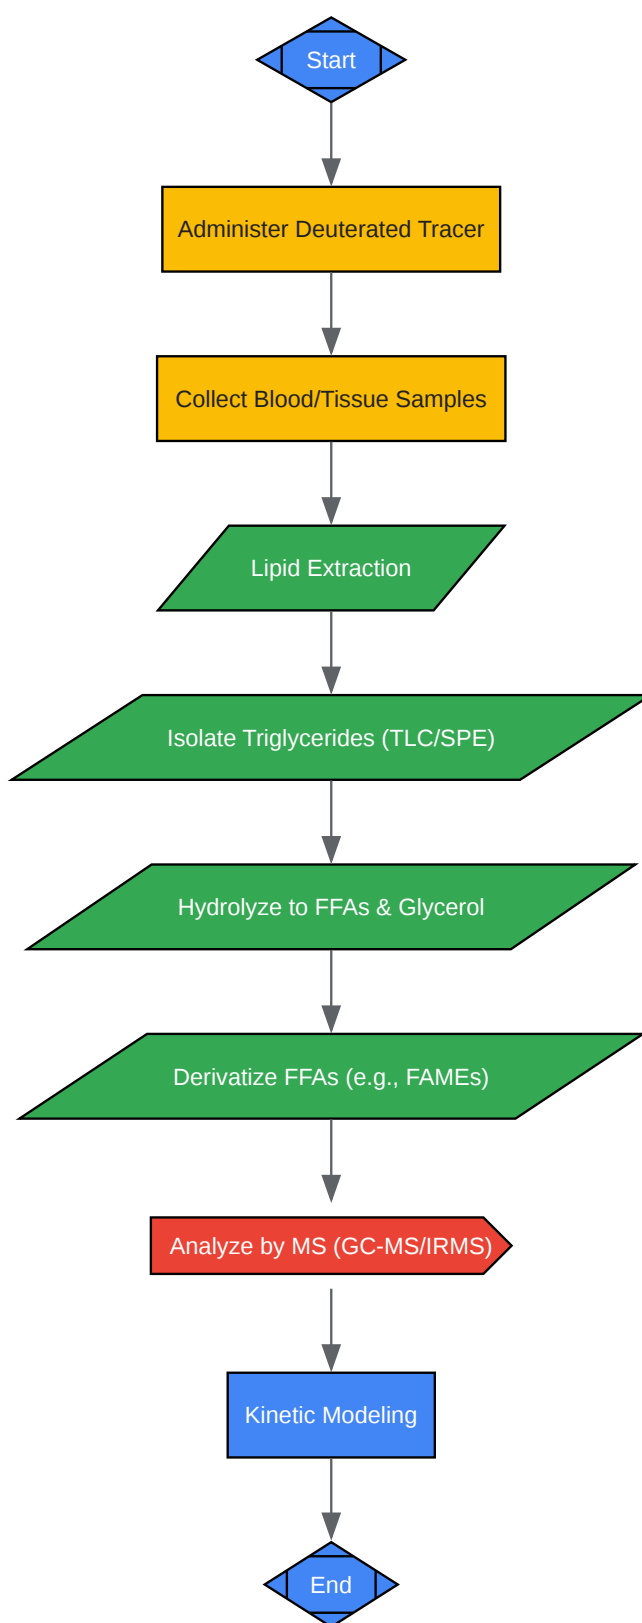 Start
Administer Deuterated Tracer
Collect Blood/Tissue Samples
Lipid Extraction
Isolate Triglycerides (TLC/SPE)
Hydrolyze to FFAs & Glycerol
Derivatize FFAs (e.g., FAMEs)
Analyze by MS (GC-MS/IRMS)
Kinetic Modeling
End